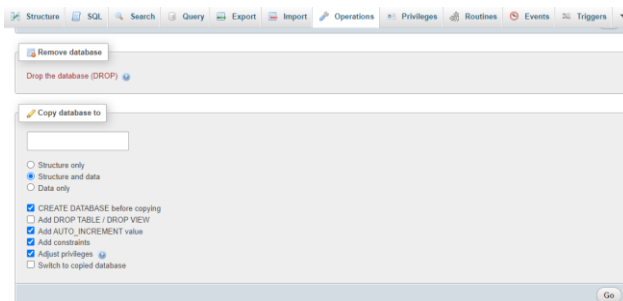 Structure SQL Search Query Export Import Operations Privileges Routines Events Triggers
Remove database
Drop the database (DROP)
Copy database to
Structure only
Structure and data
Data only
CREATE DATABASE before copying
Add DROP TABLE / DROP VIEW
Add AUTO_INCREMENT value
Add constraints
Adjust privileges
Switch to copied database
Go